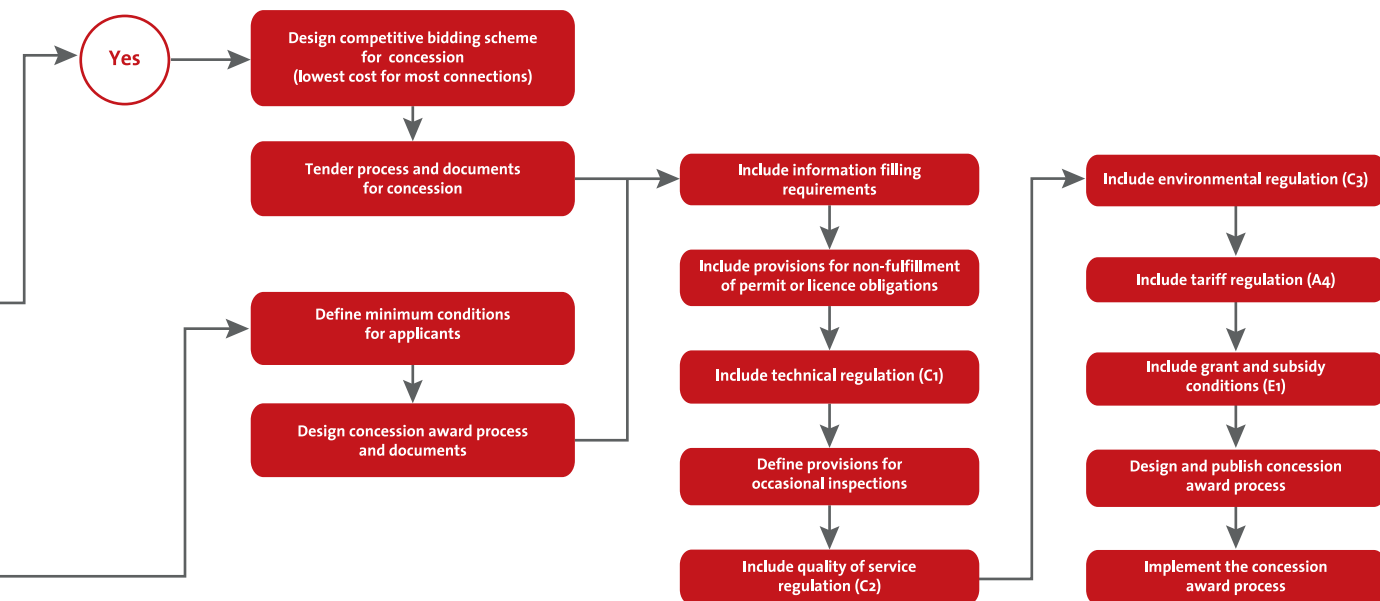 Yes
Design competitive bidding scheme
for concession
(lowest cost for most connections)
Tender process and documents
for concession
Define minimum conditions
for applicants
Design concession award process
and documents
Include information filling
requirements
Include provisions for non-fulfillment
of permit or licence obligations
Include technical regulation (C1)
Define provisions for
occasional inspections
Include quality of service
regulation (C2)
Include environmental regulation (C3)
Include tariff regulation (A4)
Include grant and subsidy
conditions (E1)
Design and publish concession
award process
Implement the concession
award process